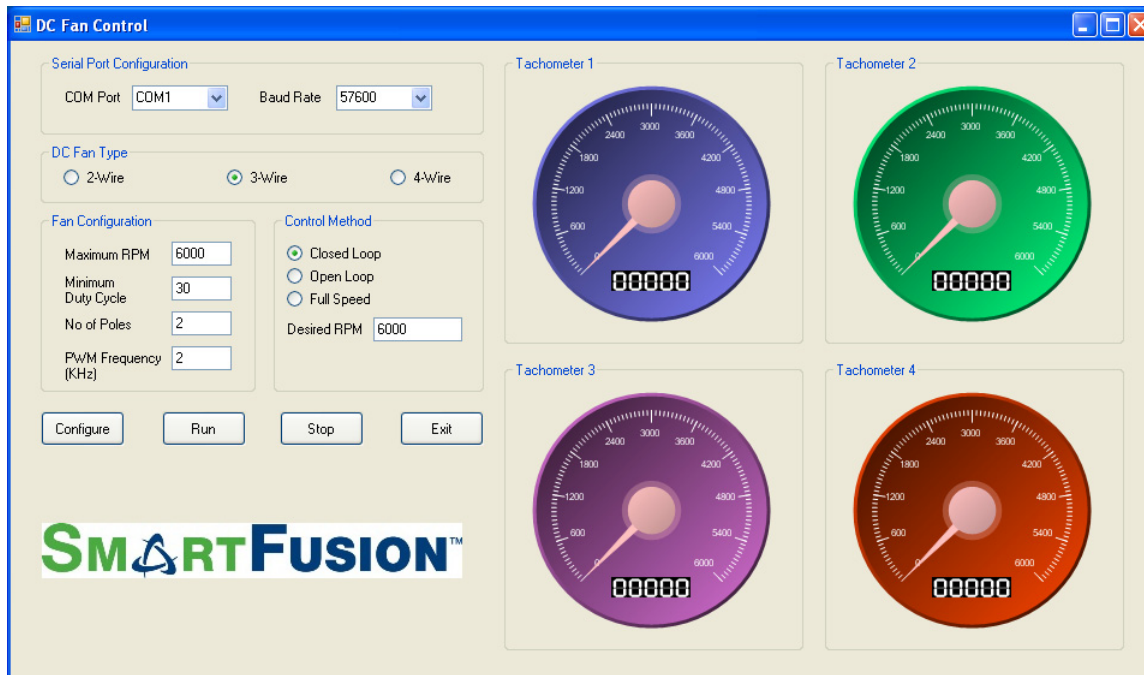 DC Fan Control
Serial Port Configuration
COM Port COM1 Baud Rate 57600
DC Fan Type
2-Wire 3-Wire 4-Wire
Fan Configuration
Maximum RPM 6000
Minimum
Duty Cycle 30
No of Poles 2
PWM Frequency
(KHz) 2
Control Method
Closed Loop
Open Loop
Full Speed
Desired RPM 6000
Configure Run Stop Exit
SMARTFUSION™
Tachometer 1
0 600 1200 1800 2400 3000 3600 4200 4800 5400 6000
00000
Tachometer 2
0 600 1200 1800 2400 3000 3600 4200 4800 5400 6000
00000
Tachometer 3
0 600 1200 1800 2400 3000 3600 4200 4800 5400 6000
00000
Tachometer 4
0 600 1200 1800 2400 3000 3600 4200 4800 5400 6000
00000